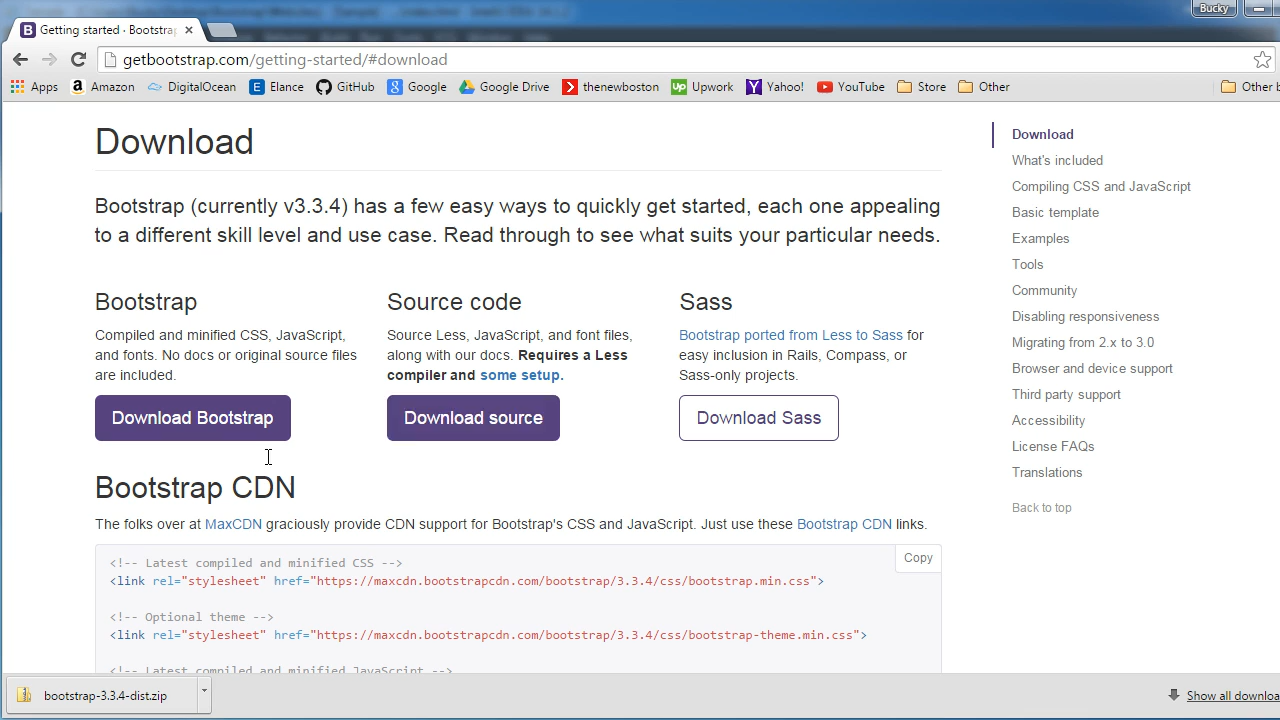 Bucky
Getting started · Bootstrap
getbootstrap.com/getting-started/#download
Apps Amazon DigitalOcean Elance GitHub Google Google Drive thenewboston Upwork Yahoo! YouTube Store Other Other b
Download
Bootstrap (currently v3.3.4) has a few easy ways to quickly get started, each one appealing
to a different skill level and use case. Read through to see what suits your particular needs.
Bootstrap
Compiled and minified CSS, JavaScript,
and fonts. No docs or original source files
are included.
Download Bootstrap
Source code
Source Less, JavaScript, and font files,
along with our docs. Requires a Less
compiler and some setup.
Download source
Sass
Bootstrap ported from Less to Sass for
easy inclusion in Rails, Compass, or
Sass-only projects.
Download Sass
Bootstrap CDN
The folks over at MaxCDN graciously provide CDN support for Bootstrap's CSS and JavaScript. Just use these Bootstrap CDN links.
Copy
<!-- Latest compiled and minified CSS -->
<link rel="stylesheet" href="https://maxcdn.bootstrapcdn.com/bootstrap/3.3.4/css/bootstrap.min.css">
<!-- Optional theme -->
<link rel="stylesheet" href="https://maxcdn.bootstrapcdn.com/bootstrap/3.3.4/css/bootstrap-theme.min.css">
<!-- Latest compiled and minified JavaScript -->
Download
What's included
Compiling CSS and JavaScript
Basic template
Examples
Tools
Community
Disabling responsiveness
Migrating from 2.x to 3.0
Browser and device support
Third party support
Accessibility
License FAQs
Translations
Back to top
bootstrap-3.3.4-dist.zip
Show all downloa